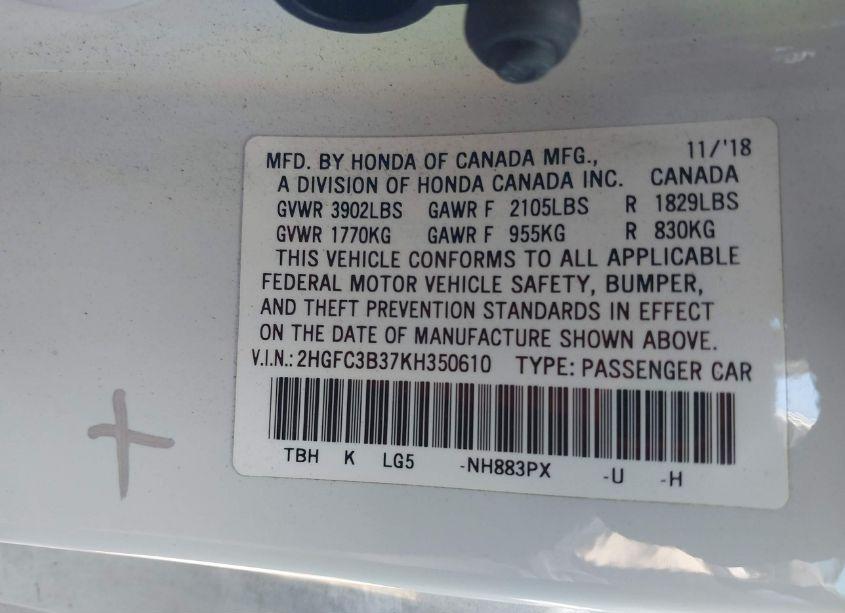 MFD. BY HONDA OF CANADA MFG., 11/'18
A DIVISION OF HONDA CANADA INC. CANADA
GVWR 3902LBS GAWR F 2105LBS R 1829LBS
GVWR 1770KG GAWR F 955KG R 830KG
THIS VEHICLE CONFORMS TO ALL APPLICABLE
FEDERAL MOTOR VEHICLE SAFETY, BUMPER,
AND THEFT PREVENTION STANDARDS IN EFFECT
ON THE DATE OF MANUFACTURE SHOWN ABOVE.
V.I.N.: 2HGFC3B37KH350610 TYPE: PASSENGER CAR
TBH K LG5 -NH883PX -U -H